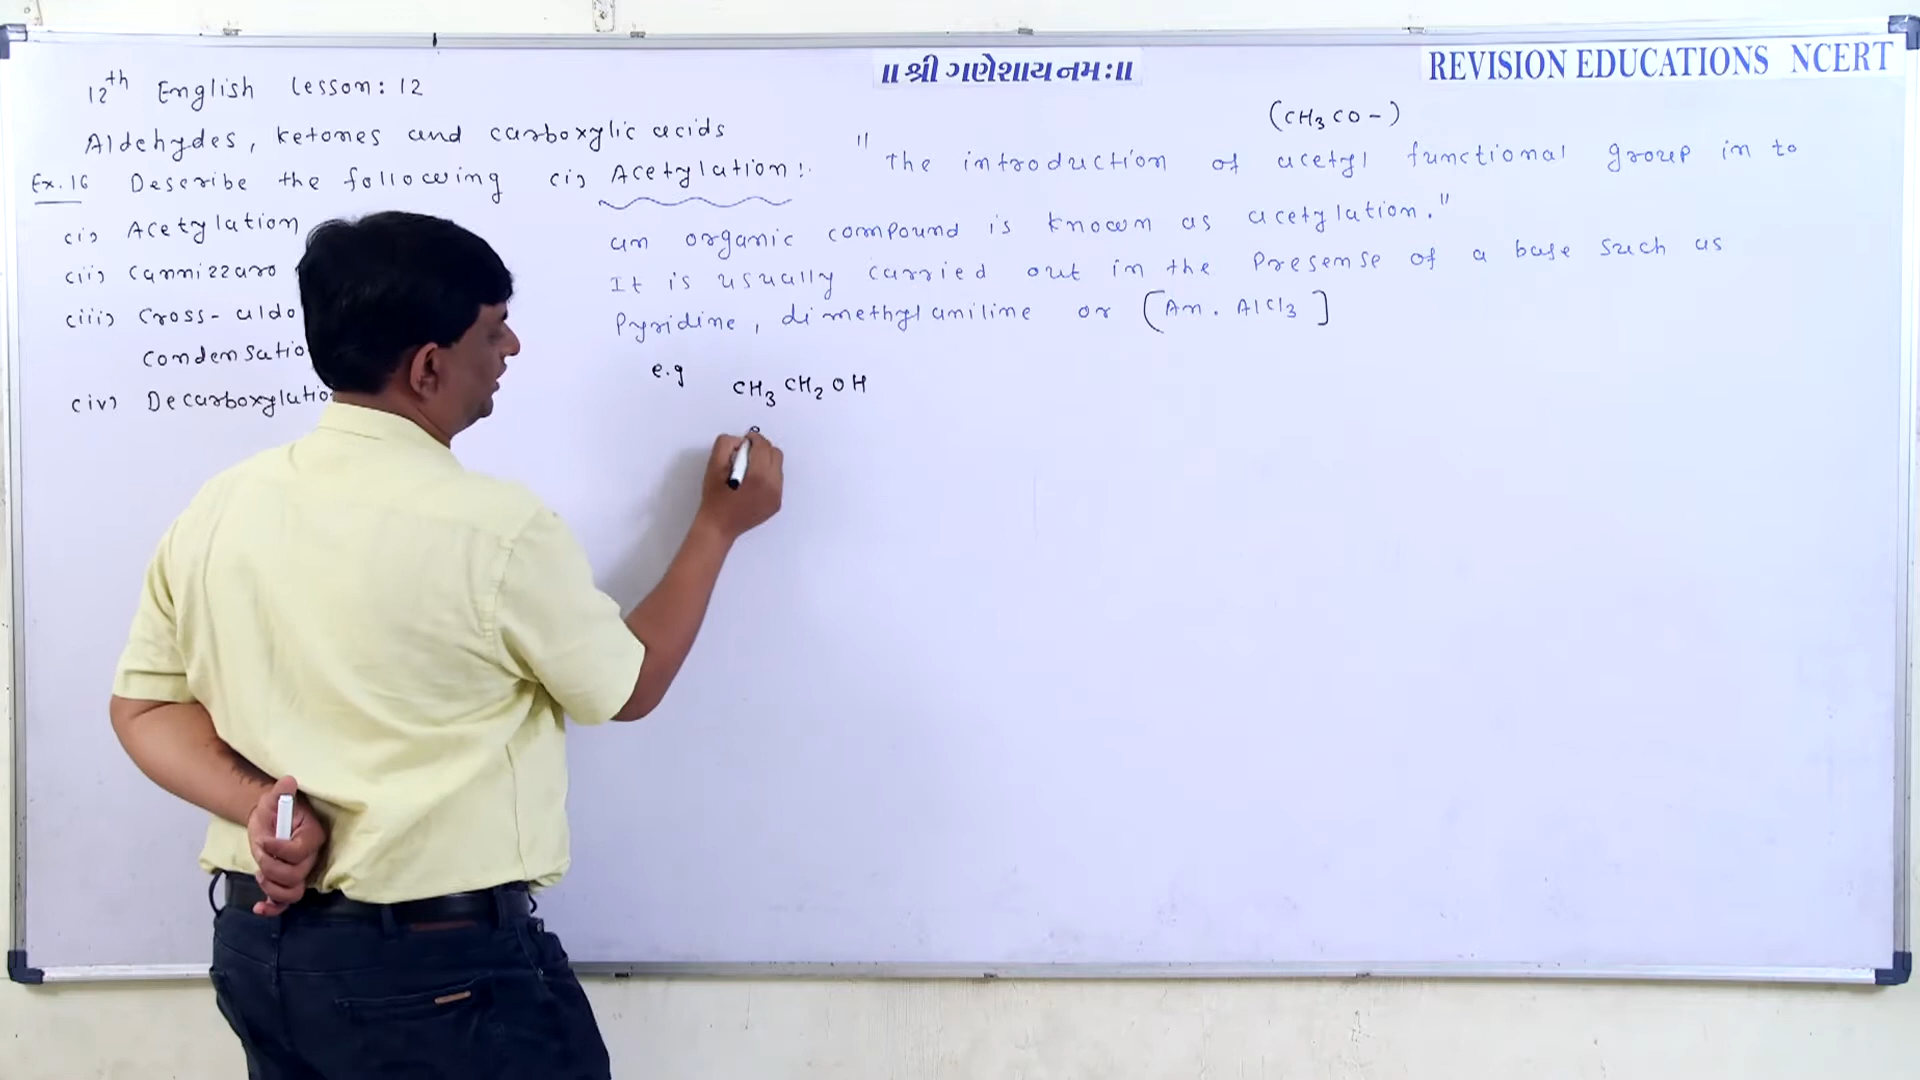 ॥ શ્રી ગણેશાય નમઃ॥
REVISION EDUCATIONS NCERT
12th English Lesson: 12
Aldehydes, ketones and carboxylic acids
Ex. 16 Describe the following
(i) Acetylation
(ii) Cannizzaro
(iii) Cross-aldo
Condensatio
(iv) Decarboxylatio
(i) Acetylation:
(CH3CO-)
"The introduction of acetyl functional group in to
an organic compound is known as acetylation."
It is usually carried out in the Presense of a base such as
Pyridine, dimethylaniline or (An. AlCl3]
e.g CH3 CH2 OH